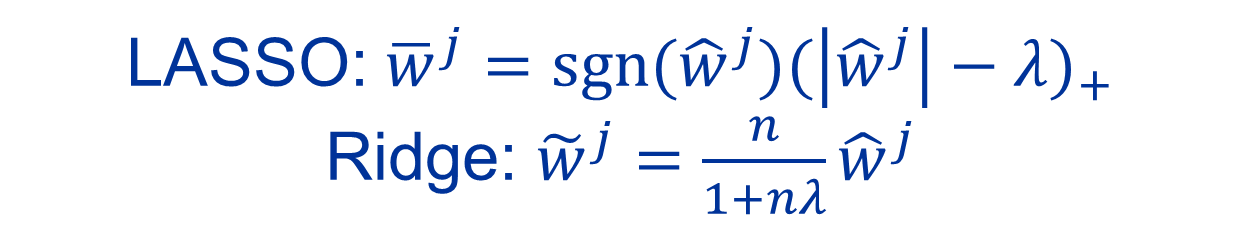 LASSO: w̅ʲ = sgn(ŵʲ)(|ŵʲ| − λ)₊
Ridge: w̃ʲ = n/(1+nλ) ŵʲ